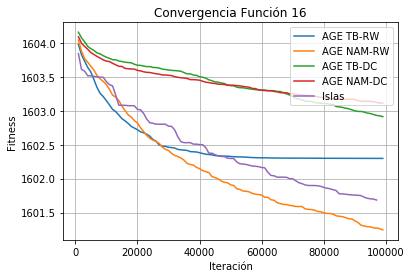 Convergencia Función 16
Fitness
1604.0
1603.5
1603.0
1602.5
1602.0
1601.5
AGE TB-RW
AGE NAM-RW
AGE TB-DC
AGE NAM-DC
Islas
0
20000
40000
60000
80000
100000
Iteración